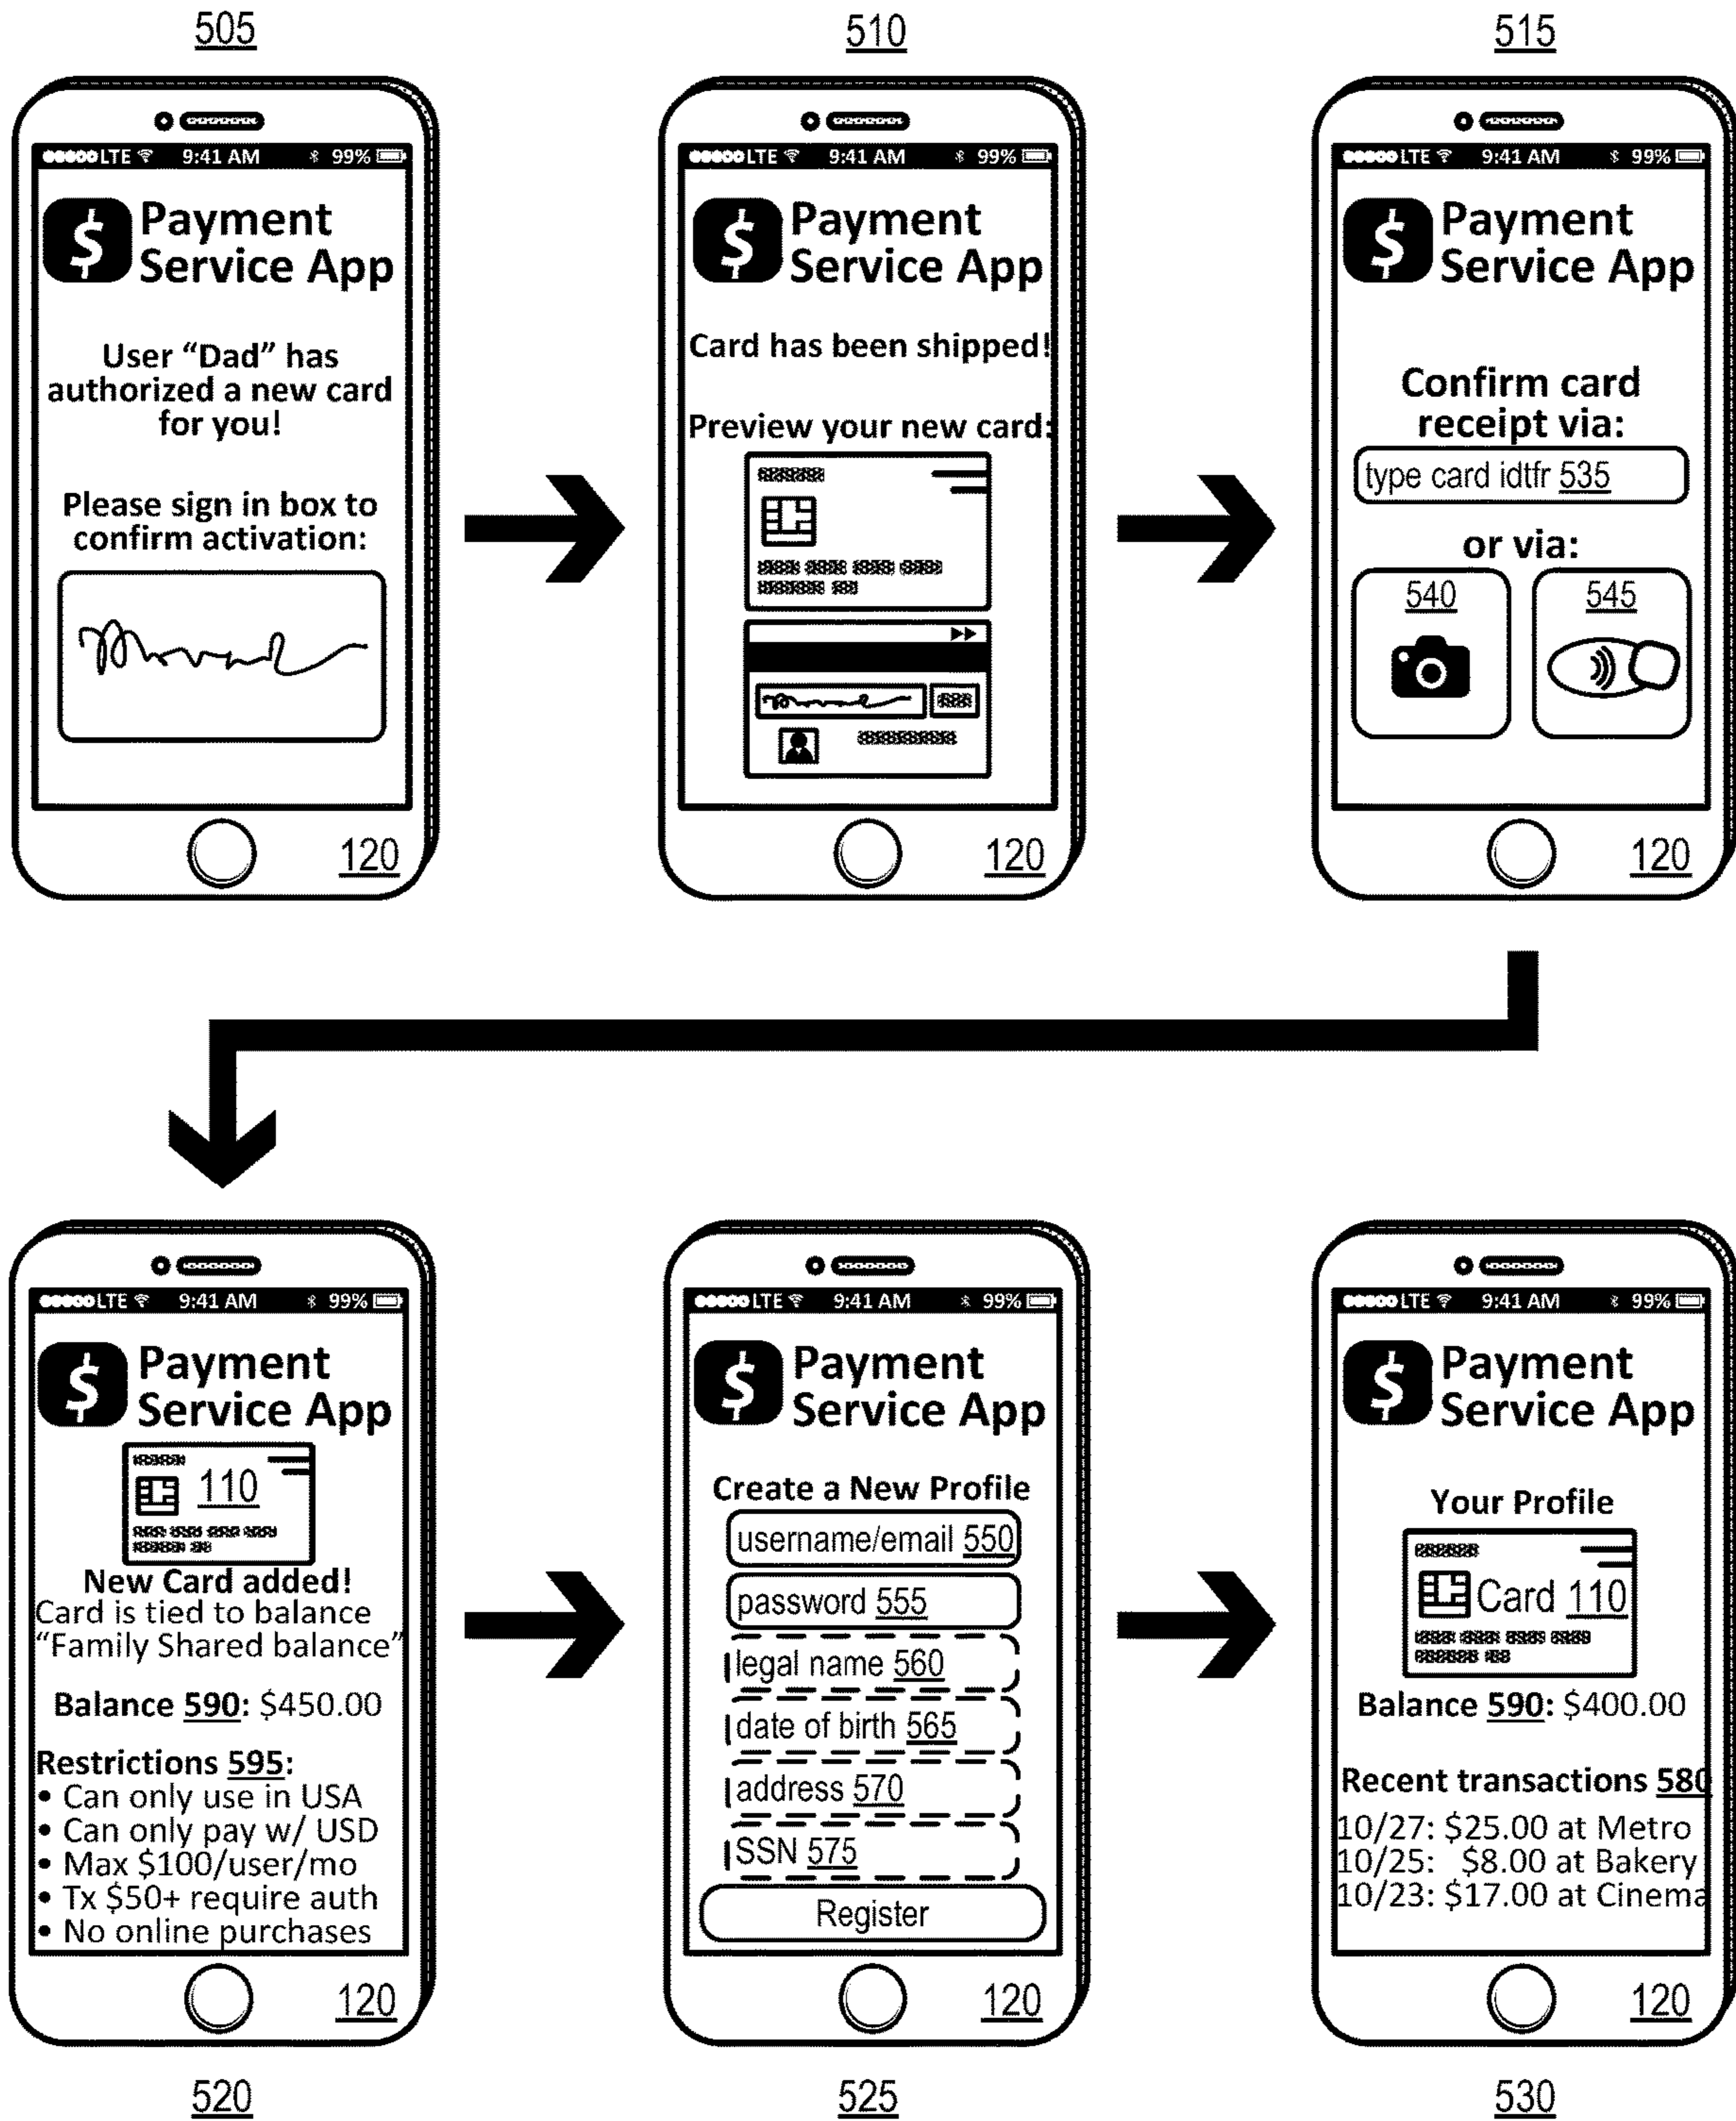 505
510
515
LTE 9:41 AM 99%
Payment
Service App
User “Dad” has
authorized a new card
for you!
Please sign in box to
confirm activation:
120
LTE 9:41 AM 99%
Payment
Service App
Card has been shipped!
Preview your new card:
120
LTE 9:41 AM 99%
Payment
Service App
Confirm card
receipt via:
type card idtfr 535
or via:
540
545
120
LTE 9:41 AM 99%
Payment
Service App
110
New Card added!
Card is tied to balance
“Family Shared balance”
Balance 590: $450.00
Restrictions 595:
• Can only use in USA
• Can only pay w/ USD
• Max $100/user/mo
• Tx $50+ require auth
• No online purchases
120
LTE 9:41 AM 99%
Payment
Service App
Create a New Profile
username/email 550
password 555
legal name 560
date of birth 565
address 570
SSN 575
Register
120
LTE 9:41 AM 99%
Payment
Service App
Your Profile
Card 110
Balance 590: $400.00
Recent transactions 580
10/27: $25.00 at Metro
10/25: $8.00 at Bakery
10/23: $17.00 at Cinema
120
520
525
530